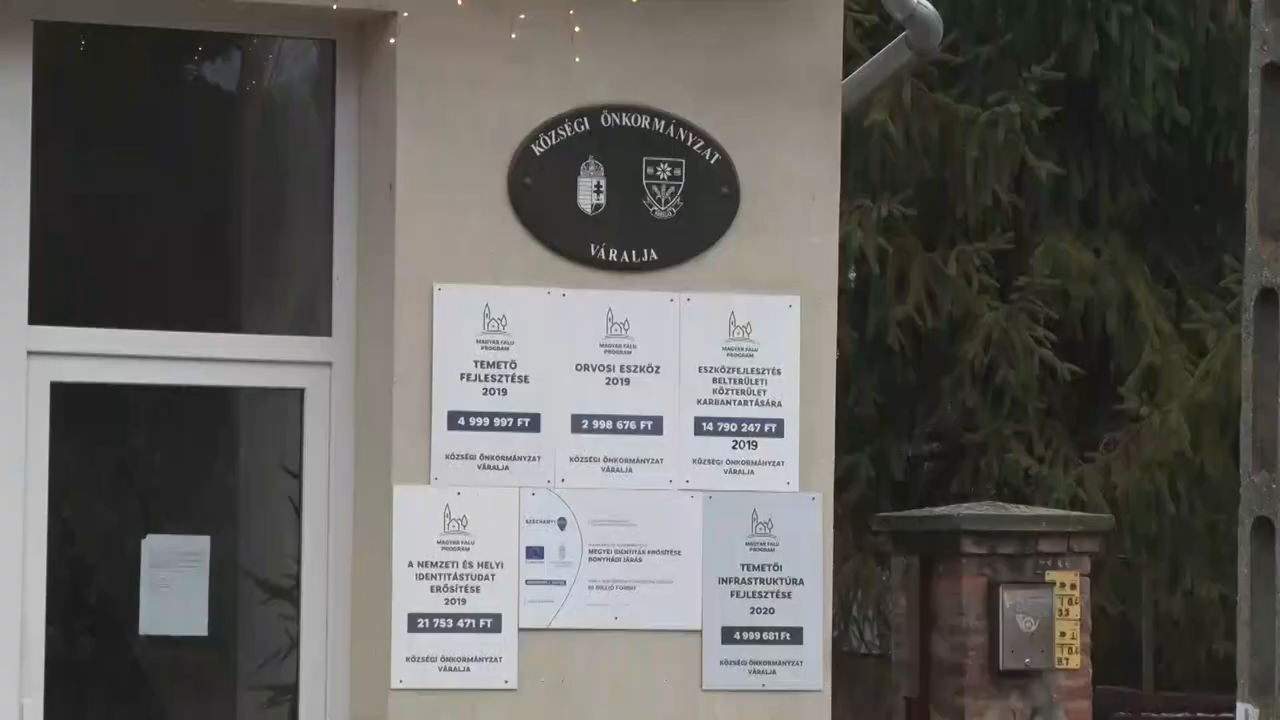 KÖZSÉGI ÖNKORMÁNYZAT
VÁRALJA
MAGYAR FALU
PROGRAM
TEMETŐ
FEJLESZTÉSE
2019
4 999 997 FT
KÖZSÉGI ÖNKORMÁNYZAT
VÁRALJA
MAGYAR FALU
PROGRAM
ORVOSI ESZKÖZ
2019
2 998 676 FT
KÖZSÉGI ÖNKORMÁNYZAT
VÁRALJA
MAGYAR FALU
PROGRAM
ESZKÖZFEJLESZTÉS
BELTERÜLETI
KÖZTERÜLET
KARBANTARTÁSÁRA
14 790 247 FT
2019
KÖZSÉGI ÖNKORMÁNYZAT
VÁRALJA
MAGYAR FALU
PROGRAM
A NEMZETI ÉS HELYI
IDENTITÁSTUDAT
ERŐSÍTÉSE
2019
21 753 471 FT
KÖZSÉGI ÖNKORMÁNYZAT
VÁRALJA
SZÉCHENYI
MEGYEI IDENTITÁS ERŐSÍTÉSE
BONYHÁDI JÁRÁS
MAGYAR FALU
PROGRAM
TEMETŐI
INFRASTRUKTÚRA
FEJLESZTÉSE
2020
4 999 681 Ft
KÖZSÉGI ÖNKORMÁNYZAT
VÁRALJA